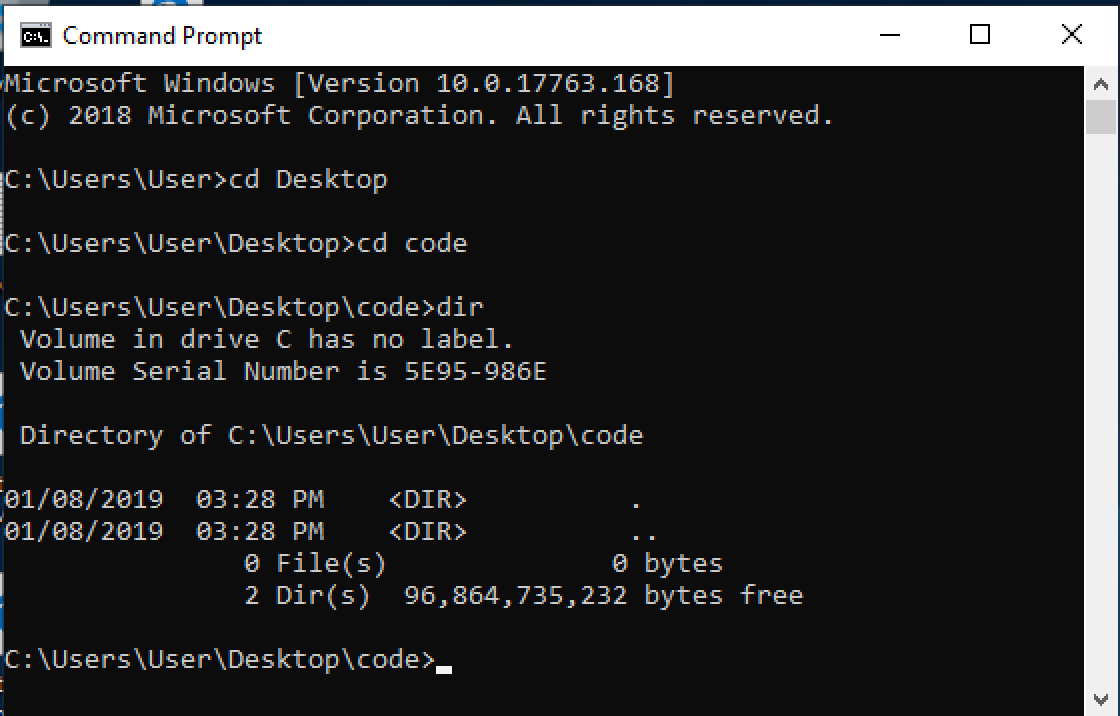 Command Prompt
Microsoft Windows [Version 10.0.17763.168]
(c) 2018 Microsoft Corporation. All rights reserved.
C:\Users\User>cd Desktop
C:\Users\User\Desktop>cd code
C:\Users\User\Desktop\code>dir
 Volume in drive C has no label.
 Volume Serial Number is 5E95-986E
 Directory of C:\Users\User\Desktop\code
01/08/2019  03:28 PM    <DIR>          .
01/08/2019  03:28 PM    <DIR>          ..
               0 File(s)              0 bytes
               2 Dir(s)  96,864,735,232 bytes free
C:\Users\User\Desktop\code>